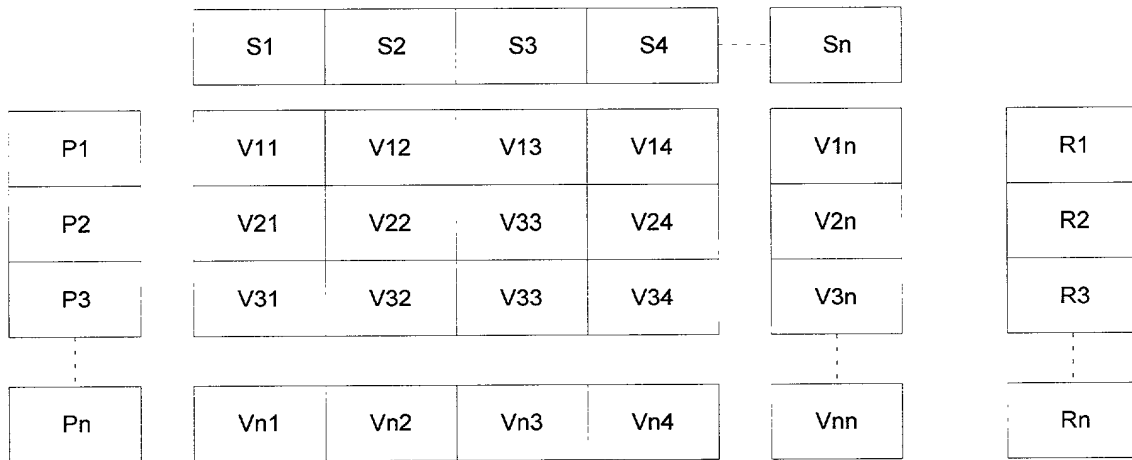 S1 S2 S3 S4 Sn
P1 V11 V12 V13 V14 V1n R1
P2 V21 V22 V33 V24 V2n R2
P3 V31 V32 V33 V34 V3n R3
Pn Vn1 Vn2 Vn3 Vn4 Vnn Rn